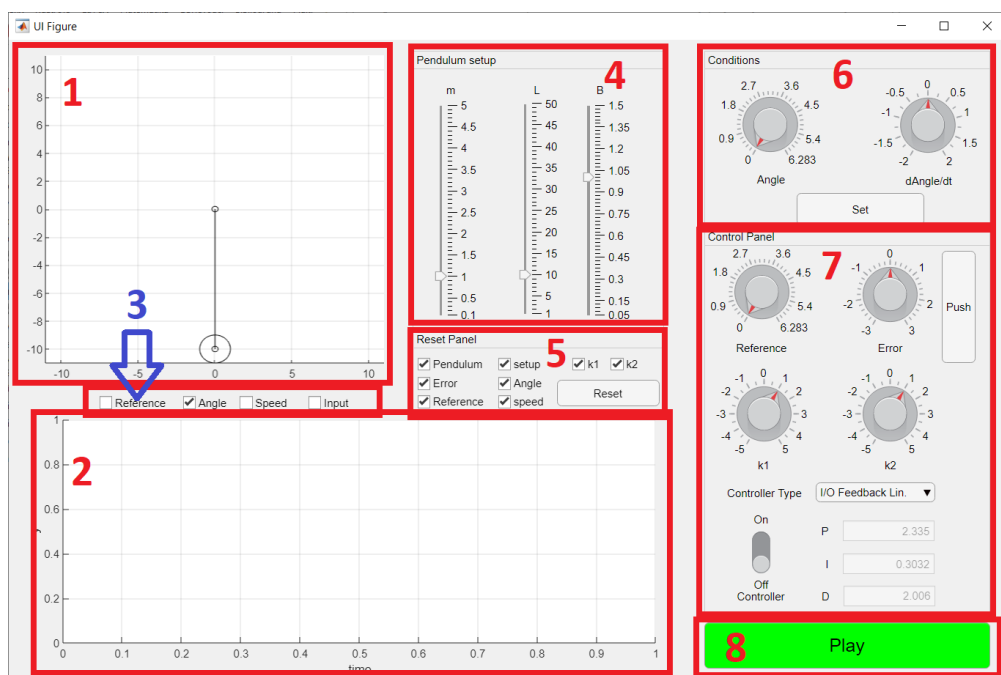 UI Figure
1
10
8
6
4
2
0
-2
-4
-6
-8
-10
-10 -5 0 5 10
3
Reference Angle Speed Input
2
1
0.8
0.6
0.4
0.2
0
0 0.1 0.2 0.3 0.4 0.5 0.6 0.7 0.8 0.9 1
time
Pendulum setup
4
m L B
5
4.5
4
3.5
3
2.5
2
1.5
1
0.5
0.1
50
45
40
35
30
25
20
15
10
5
1
1.5
1.35
1.2
1.05
0.9
0.75
0.6
0.45
0.3
0.15
0.05
Reset Panel
5
Pendulum setup k1 k2
Error Angle
Reference speed
Reset
Conditions
6
0 0.9 1.8 2.7 3.6 4.5 5.4 6.283
Angle
-2 -1.5 -1 -0.5 0 0.5 1 1.5 2
dAngle/dt
Set
Control Panel
7
0 0.9 1.8 2.7 3.6 4.5 5.4 6.283
Reference
-3 -2 -1 0 1 2 3
Error
Push
-5 -4 -3 -2 -1 0 1 2 3 4 5
k1
-5 -4 -3 -2 -1 0 1 2 3 4 5
k2
Controller Type I/O Feedback Lin.
On
Off
Controller
P 2.335
I 0.3032
D 2.006
8
Play